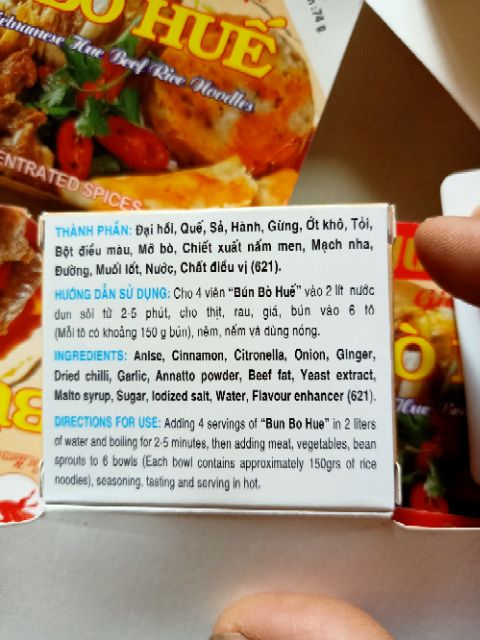 :74 g
BÒ HUẾ
Vietnamese Hue Beef Rice Noodles
ENTRATED SPICES
THÀNH PHẦN: Đại hồi, Quế, Sả, Hành, Gừng, Ớt khô, Tỏi,
Bột điều màu, Mỡ bò, Chiết xuất nấm men, Mạch nha,
Đường, Muối Iốt, Nước, Chất điều vị (621).
HƯỚNG DẪN SỬ DỤNG: Cho 4 viên "Bún Bò Huế" vào 2 lít nước
đun sôi từ 2-5 phút, cho thịt, rau, giá, bún vào 6 tô
(Mỗi tô có khoảng 150 g bún), nêm, nếm và dùng nóng.
INGREDIENTS: Anise, Cinnamon, Citronella, Onion, Ginger,
Dried chilli, Garlic, Annatto powder, Beef fat, Yeast extract,
Malto syrup, Sugar, Iodized salt, Water, Flavour enhancer (621).
DIRECTIONS FOR USE: Adding 4 servings of "Bun Bo Hue" in 2 liters
of water and boiling for 2-5 minutes, then adding meat, vegetables, bean
sprouts to 6 bowls (Each bowl contains approximately 150grs of rice
noodles), seasoning, tasting and serving in hot.
Ò
Hue